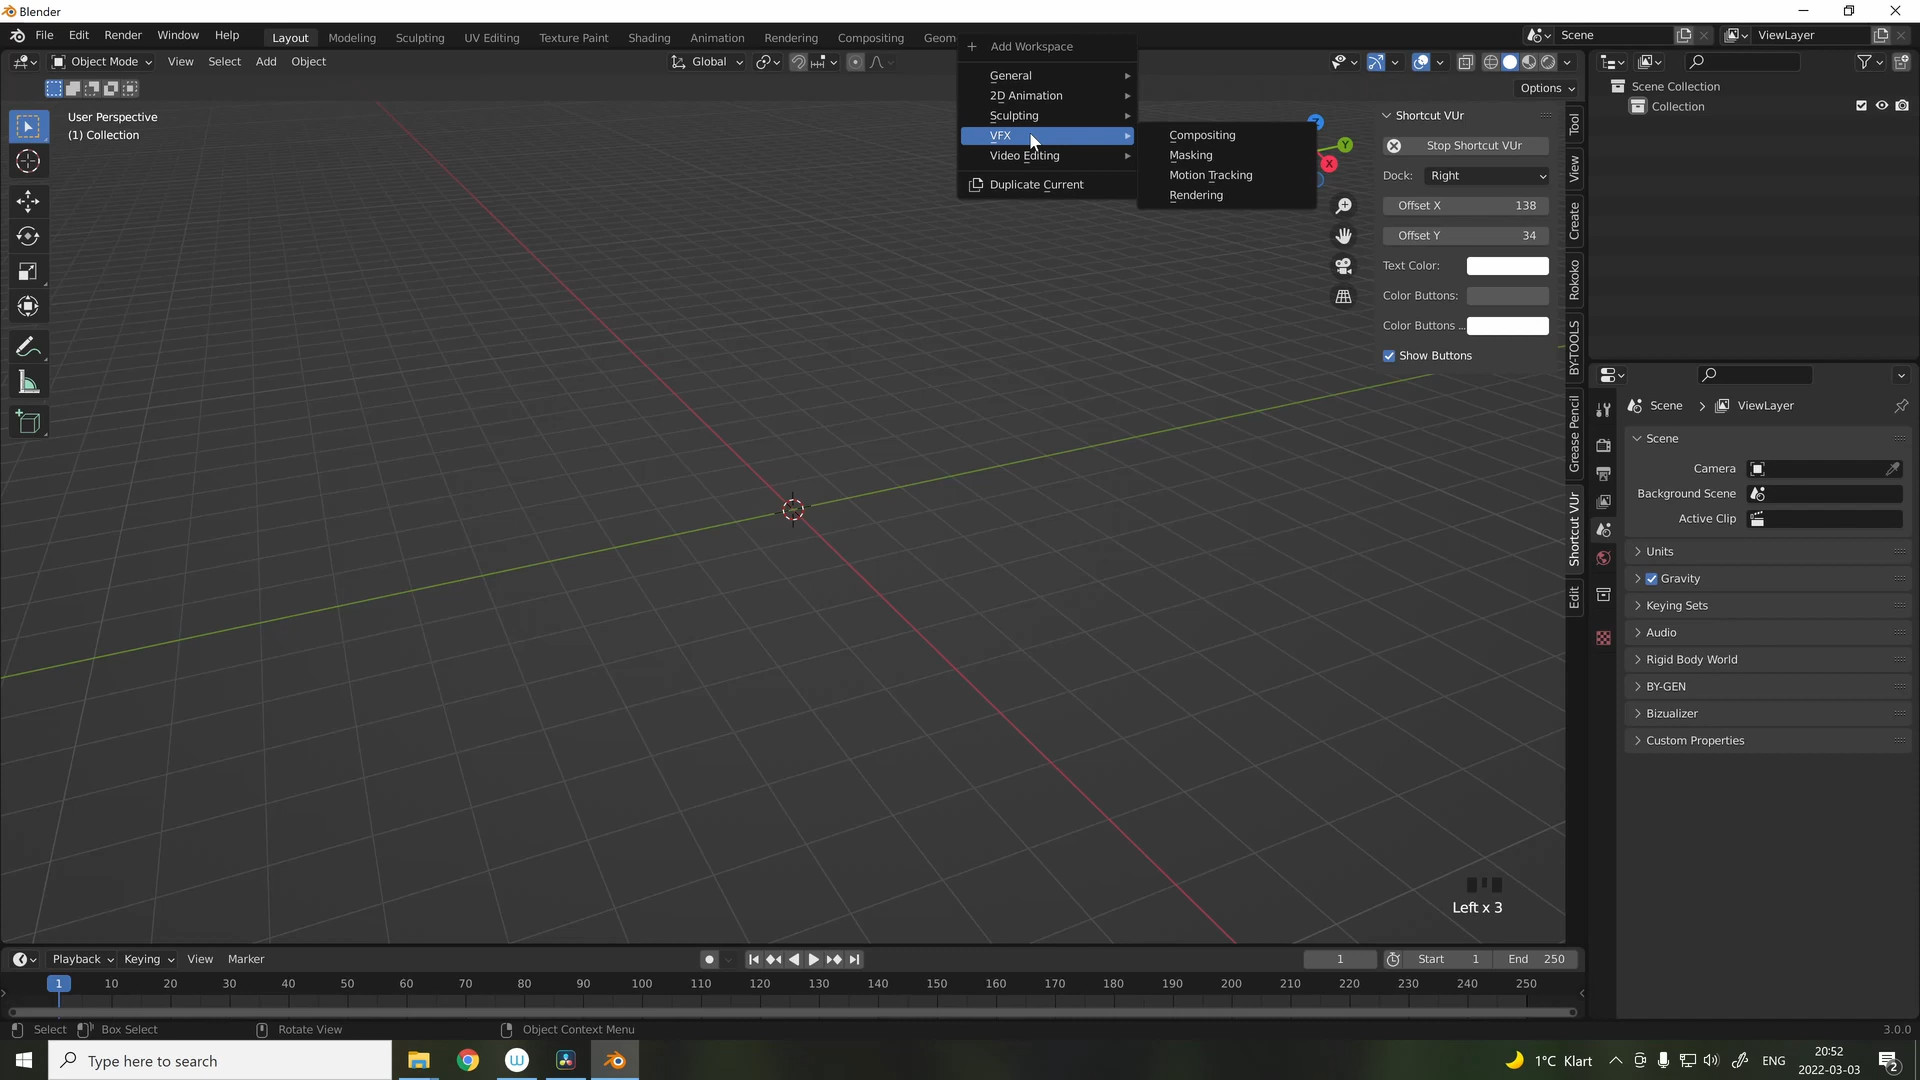 Blender
File Edit Render Window Help Layout Modeling Sculpting UV Editing Texture Paint Shading Animation Rendering Compositing Geom
Scene ViewLayer
Object Mode View Select Add Object Global
Options
User Perspective
(1) Collection
Add Workspace
General
2D Animation
Sculpting
VFX
Video Editing
Duplicate Current
Compositing
Masking
Motion Tracking
Rendering
Z
Y
X
Shortcut VUr
Stop Shortcut VUr
Dock: Right
Offset X 138
Offset Y 34
Text Color:
Color Buttons:
Color Buttons ...
Show Buttons
Tool
View
Create
Rokoko
BY-TOOLS
Grease Pencil
Shortcut VUr
Edit
Scene Collection
Collection
Scene ViewLayer
Scene
Camera
Background Scene
Active Clip
Units
Gravity
Keying Sets
Audio
Rigid Body World
BY-GEN
Bizualizer
Custom Properties
Left x 3
Playback Keying View Marker 1 Start 1 End 250
1 10 20 30 40 50 60 70 80 90 100 110 120 130 140 150 160 170 180 190 200 210 220 230 240 250
Select Box Select Rotate View Object Context Menu 3.0.0
Type here to search
1°C Klart ENG
20:52
2022-03-03
2